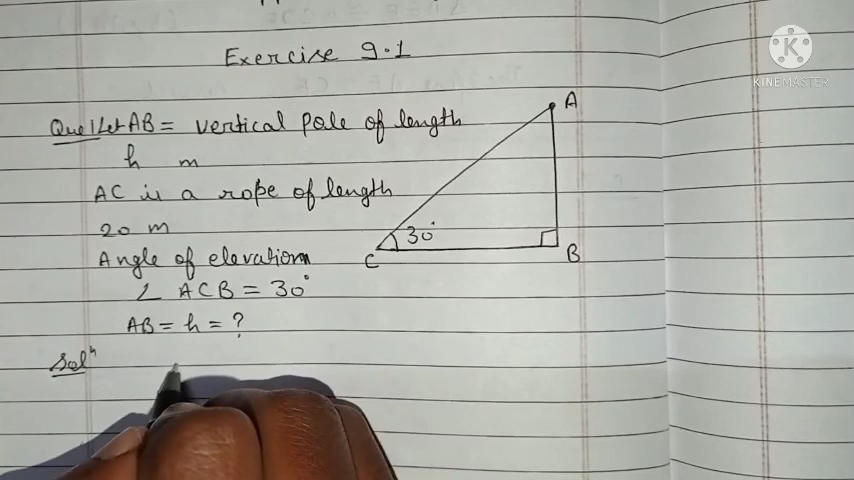 Exercise 9.1
Que 1 Let AB = vertical pole of length
h m
AC is a rope of length
20 m
Angle of elevation
∠ ACB = 30°
AB = h = ?
Solⁿ
A
30°
C
B
K
KINEMASTER